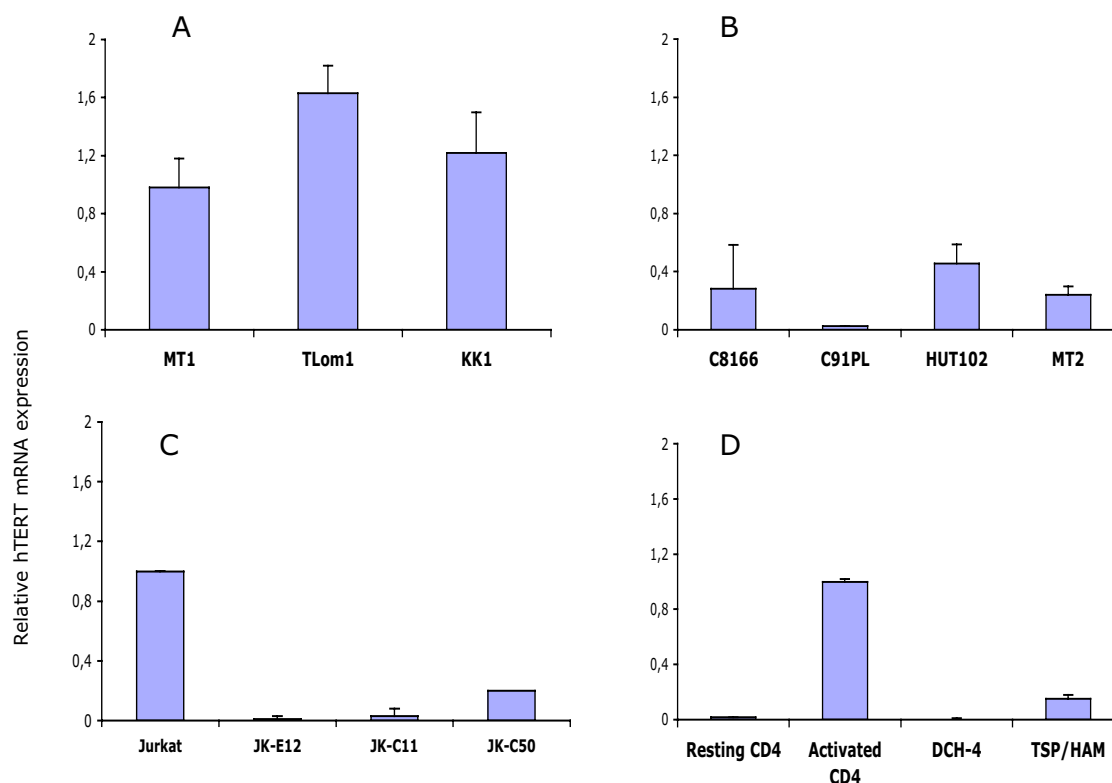 Relative hTERT mRNA expression
A
2
1,6
1,2
0,8
0,4
0
MT1 TLom1 KK1
B
2
1,6
1,2
0,8
0,4
0
C8166 C91PL HUT102 MT2
C
2
1,6
1,2
0,8
0,4
0
Jurkat JK-E12 JK-C11 JK-C50
D
2
1,6
1,2
0,8
0,4
0
Resting CD4 Activated DCH-4 TSP/HAM
CD4